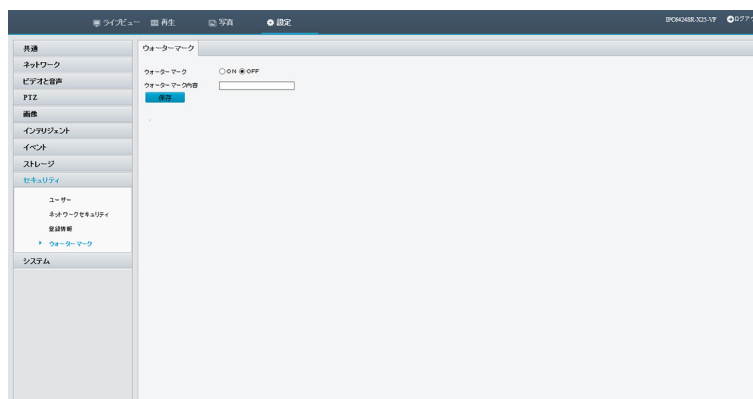 ライブビュー 再生 写真 設定
ログア
共通
ネットワーク
ビデオと音声
PTZ
画像
インテリジェント
イベント
ストレージ
セキュリティ
ユーザー
ネットワークセキュリティ
登録情報
ウォーターマーク
システム
ウォーターマーク
ウォーターマーク ON OFF
ウォーターマーク内容
保存